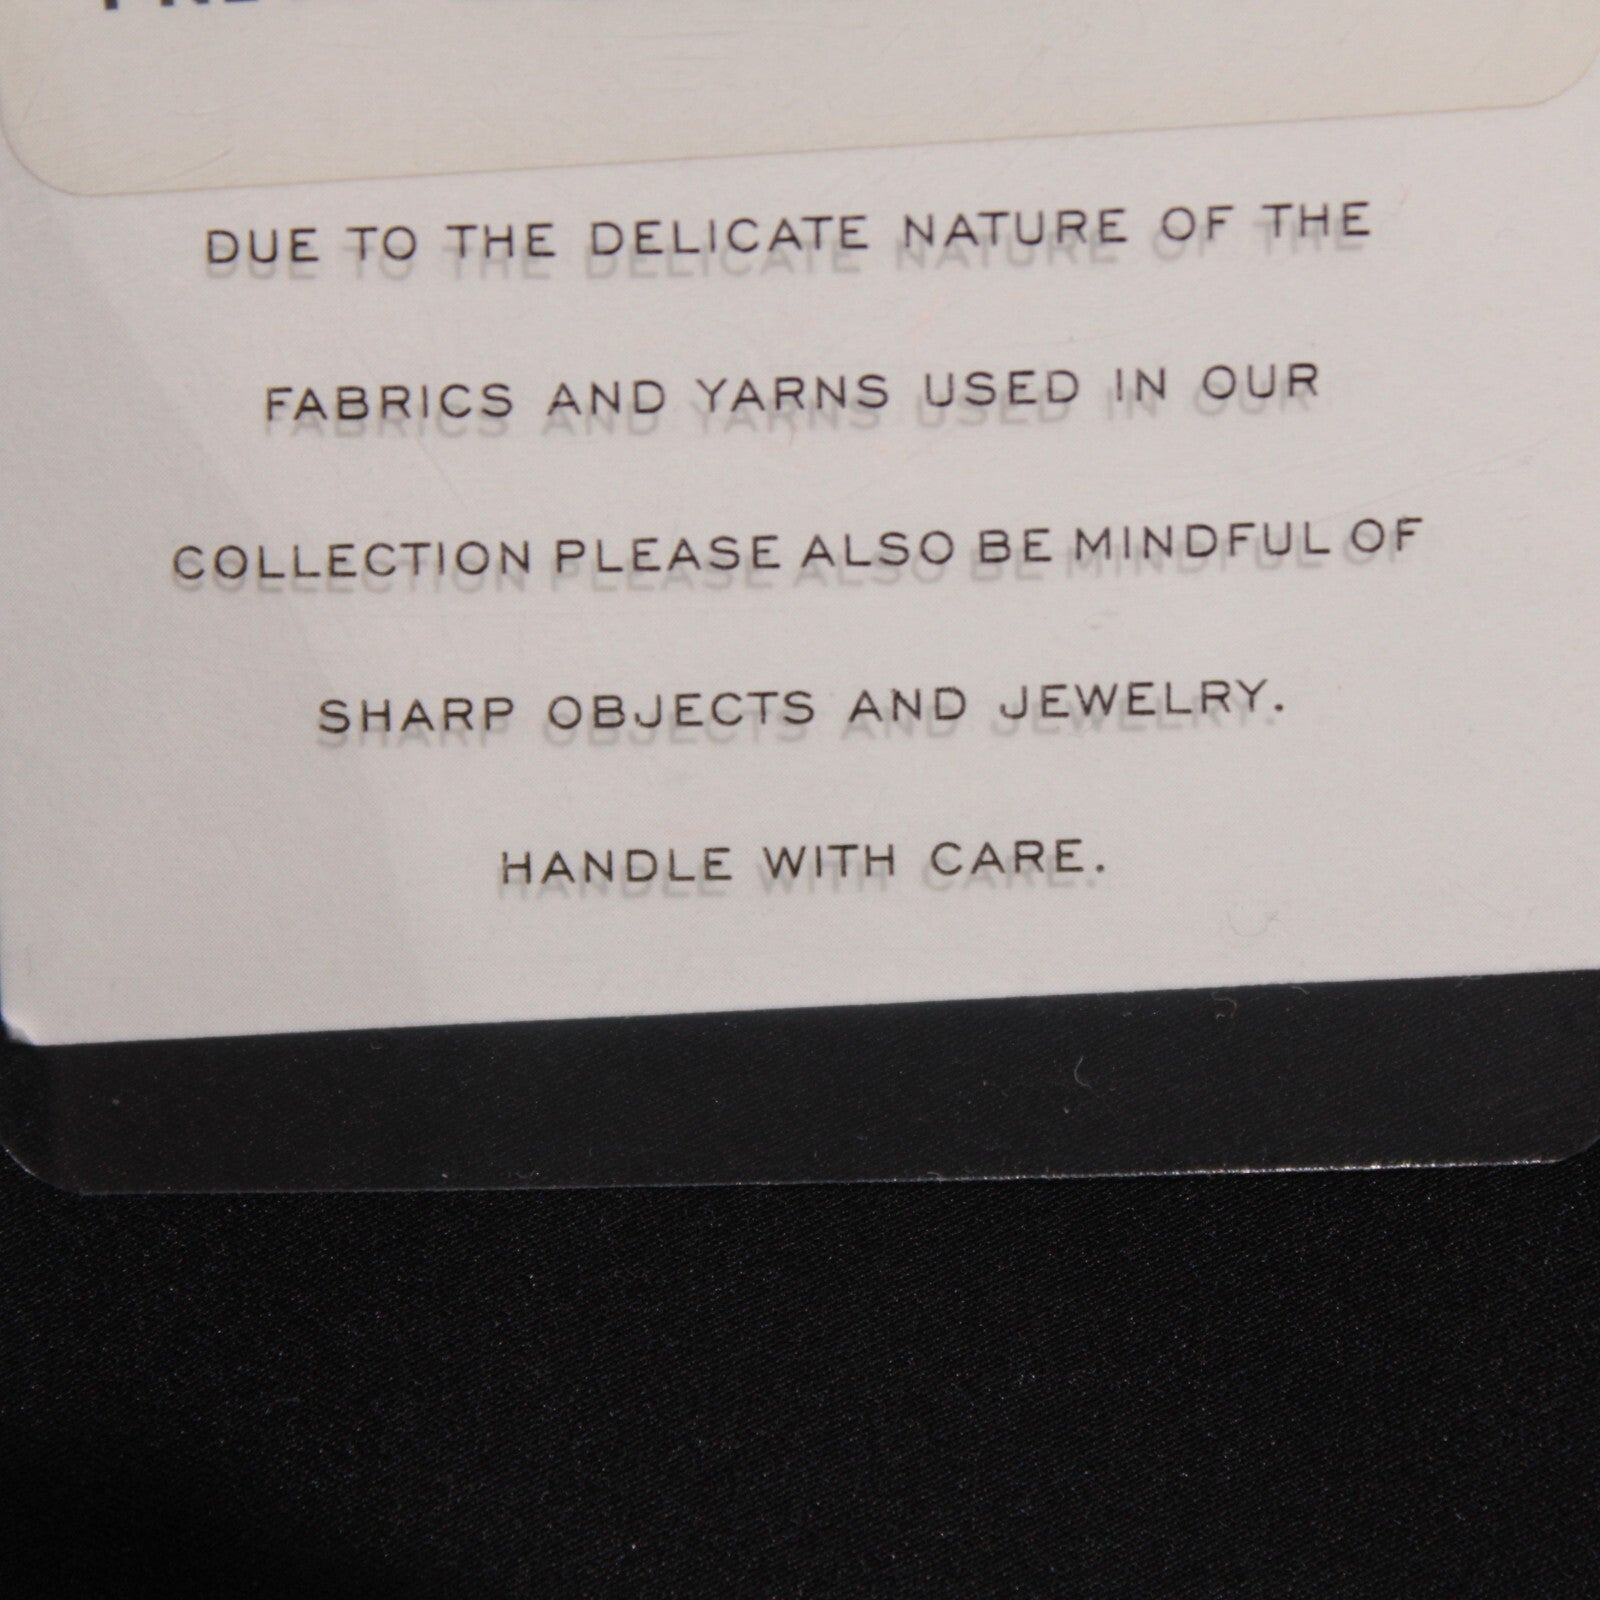 DUE TO THE DELICATE NATURE OF THE
FABRICS AND YARNS USED IN OUR
COLLECTION PLEASE ALSO BE MINDFUL OF
SHARP OBJECTS AND JEWELRY.
HANDLE WITH CARE.